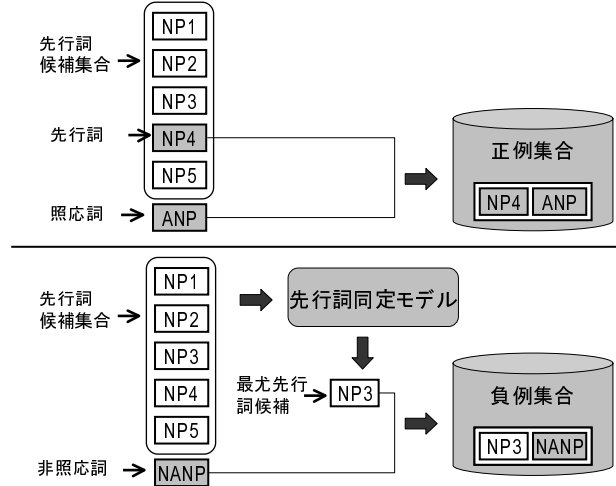 NP1
先行詞
候補集合
NP2
NP3
先行詞
NP4
NP5
照応詞
ANP
正例集合
NP4
ANP
NP1
先行詞
候補集合
NP2
NP3
NP4
NP5
非照応詞
NANP
先行詞同定モデル
最尤先行
詞候補
NP3
負例集合
NP3
NANP